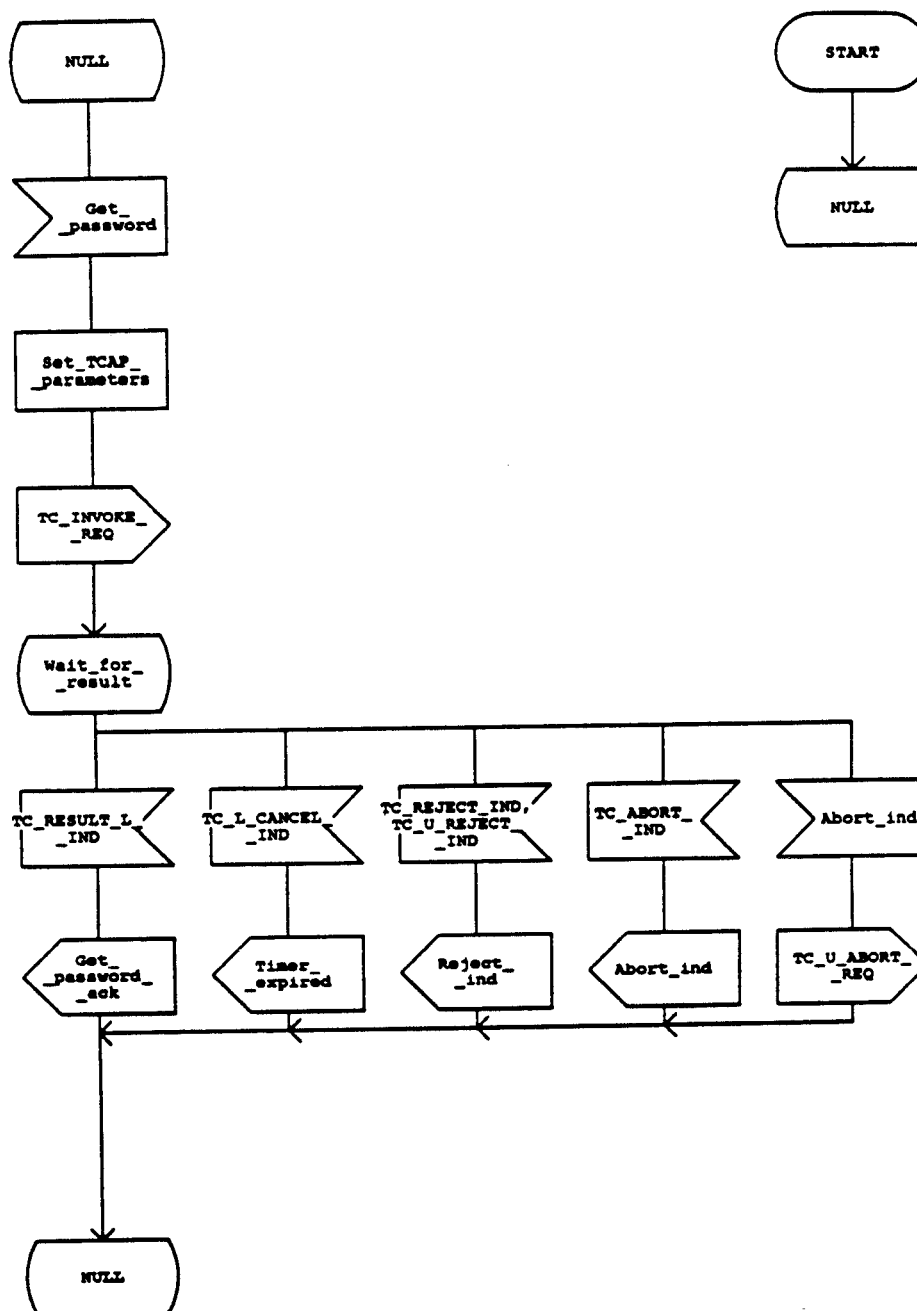 NULL
START
Get_
_password
NULL
Set_TCAP_
_parameters
TC_INVOKE_
_REQ
Wait_for_
_result
TC_RESULT_L_
_IND
TC_L_CANCEL_
_IND
TC_REJECT_IND,
TC_U_REJECT_
_IND
TC_ABORT_
_IND
Abort_ind
Get_
_password_
_ack
Timer_
_expired
Reject_
_ind
Abort_ind
TC_U_ABORT_
_REQ
NULL